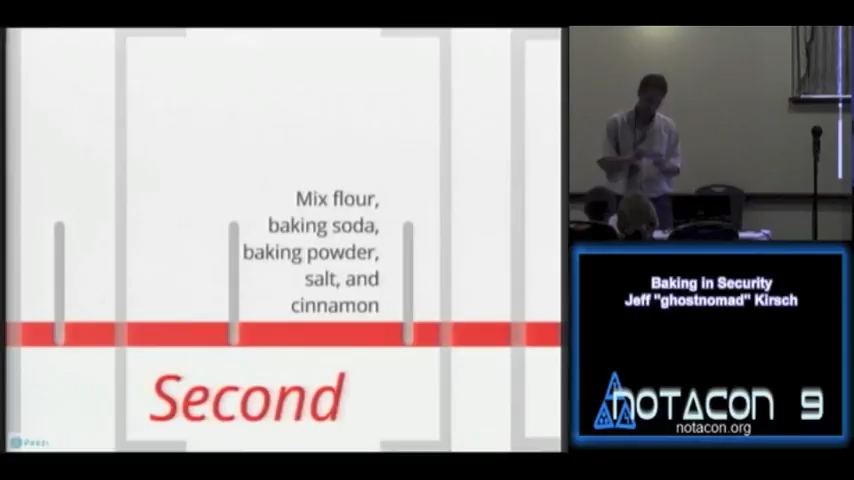 Mix flour,
baking soda,
baking powder,
salt, and
cinnamon
Second
Prezi
Baking in Security
Jeff "ghostnomad" Kirsch
NOTACON 9
notacon.org